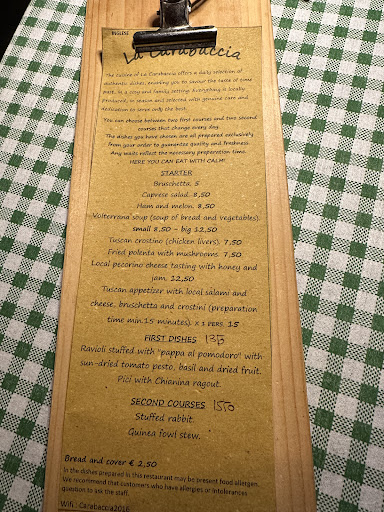 INGLESE
La Carabaccia
The cuisine of La Carabaccia offers a daily selection of
authentic dishes, enabling you to savour the taste of time
past, in a cosy and family setting. Everything is locally
produced, in season and selected with genuine care and
dedication to serve only the best.
You can choose between two first courses and two second
courses that change every day.
The dishes you have chosen are all prepared exclusively
from your order to guarantee quality and freshness.
Any waits reflect the necessary preparation time.
HERE YOU CAN EAT WITH CALM!
STARTER
Bruschetta. 5
Caprese salad. 8,50
Ham and melon. 8,50
Volterrana soup (soup of bread and vegetables).
small 8,50 – big 12,50
Tuscan crostino (chicken livers). 7,50
Fried polenta with mushrooms. 7,50
Local pecorino cheese tasting with honey and
jam. 12,50
Tuscan appetizer with local salami and
cheese, bruschetta and crostini (preparation
time min.15 minutes). x 1 PERS. 15
FIRST DISHES 13,50
Ravioli stuffed with "pappa al pomodoro" with
sun-dried tomato pesto, basil and dried fruit.
Pici with Chianina ragout.
SECOND COURSES 15,50
Stuffed rabbit.
Guinea fowl stew.
Bread and cover € 2,50
In the dishes prepared in this restaurant may be present food allergen.
We recommend that customers who have allergies or intolerances
question to ask the staff.
Wifi : Carabaccia2016